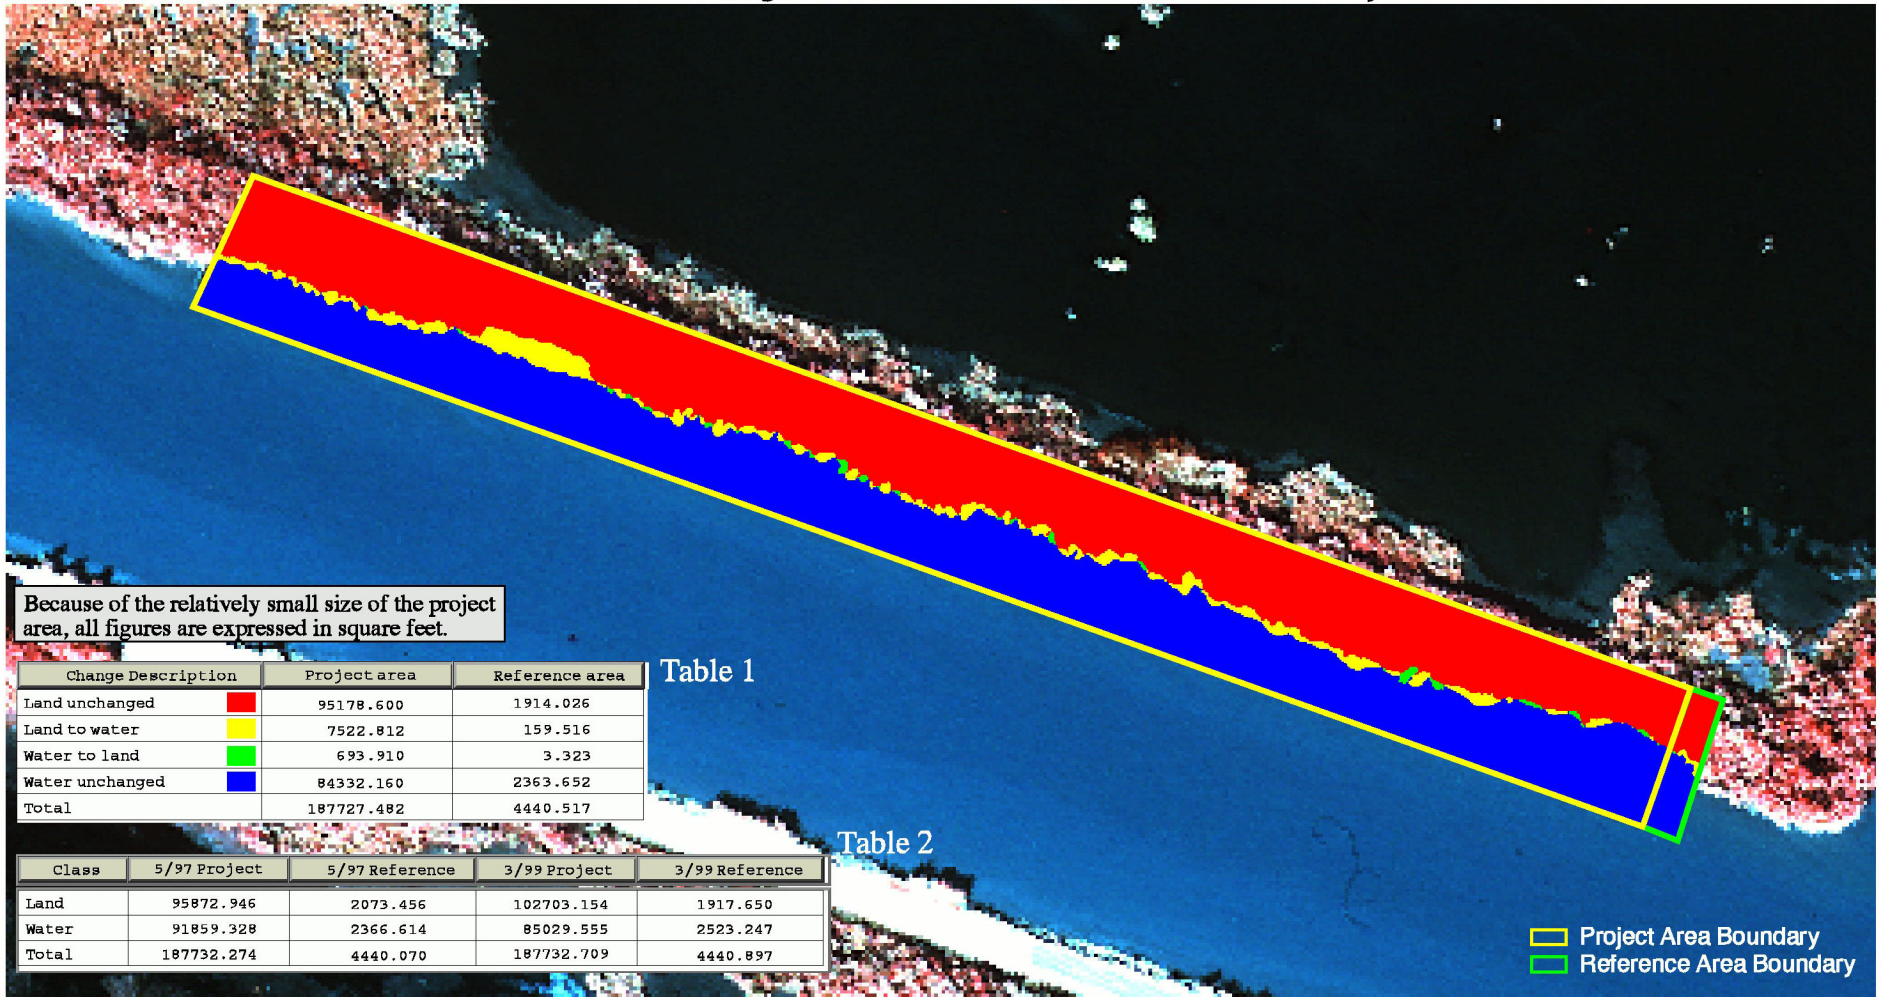 Because of the relatively small size of the project
area, all figures are expressed in square feet.
Table 1
Change Description Project area Reference area
Land unchanged 95178.600 1914.026
Land to water 7522.812 159.516
Water to land 693.910 3.323
Water unchanged 84332.160 2363.652
Total 187727.482 4440.517
Table 2
Class 5/97 Project 5/97 Reference 3/99 Project 3/99 Reference
Land 95872.946 2073.456 102703.154 1917.650
Water 91859.328 2366.614 85029.555 2523.247
Total 187732.274 4440.070 187732.709 4440.897
Project Area Boundary
Reference Area Boundary